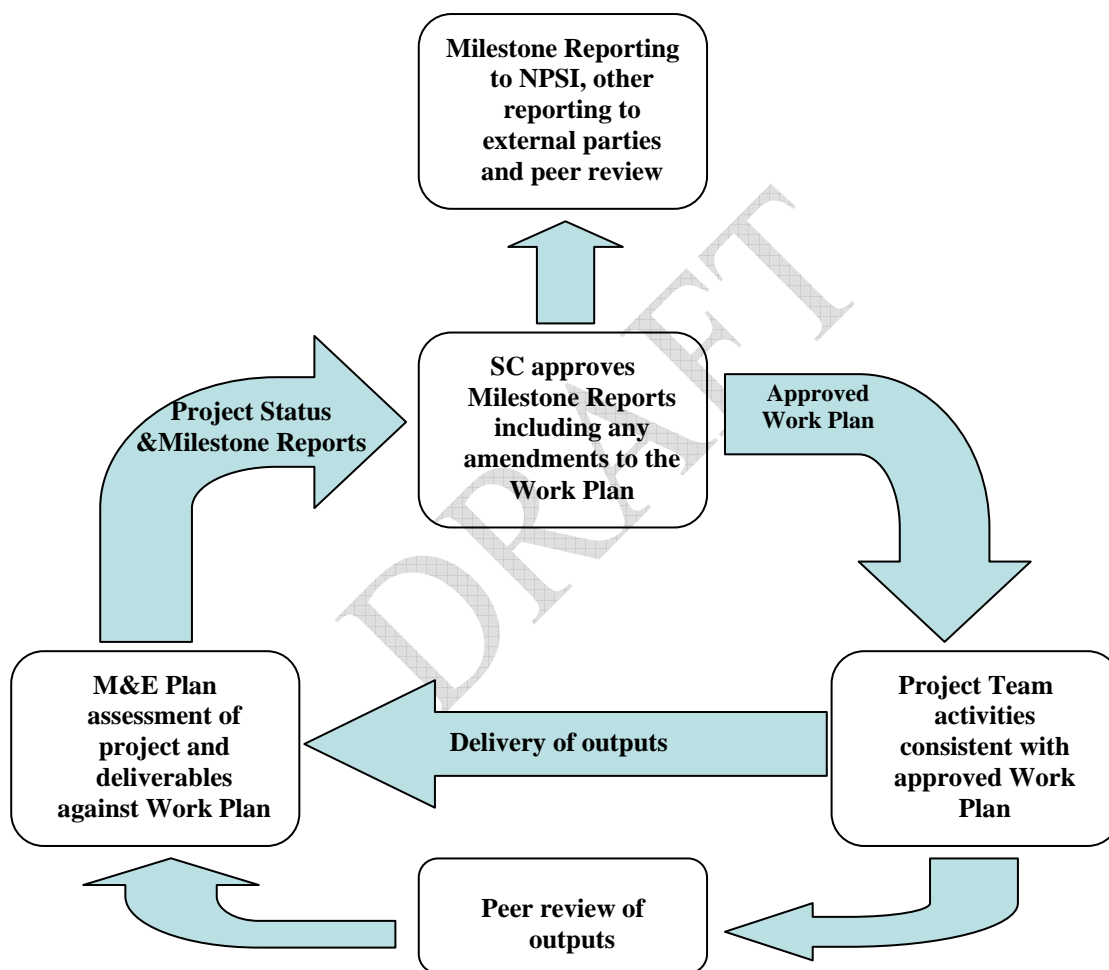 Milestone Reporting
to NPSI, other
reporting to
external parties
and peer review
SC approves
Milestone Reports
including any
amendments to the
Work Plan
Approved
Work Plan
Project Status
&Milestone Reports
DRAFT
M&E Plan
assessment of
project and
deliverables
against Work Plan
Delivery of outputs
Project Team
activities
consistent with
approved Work
Plan
Peer review of
outputs